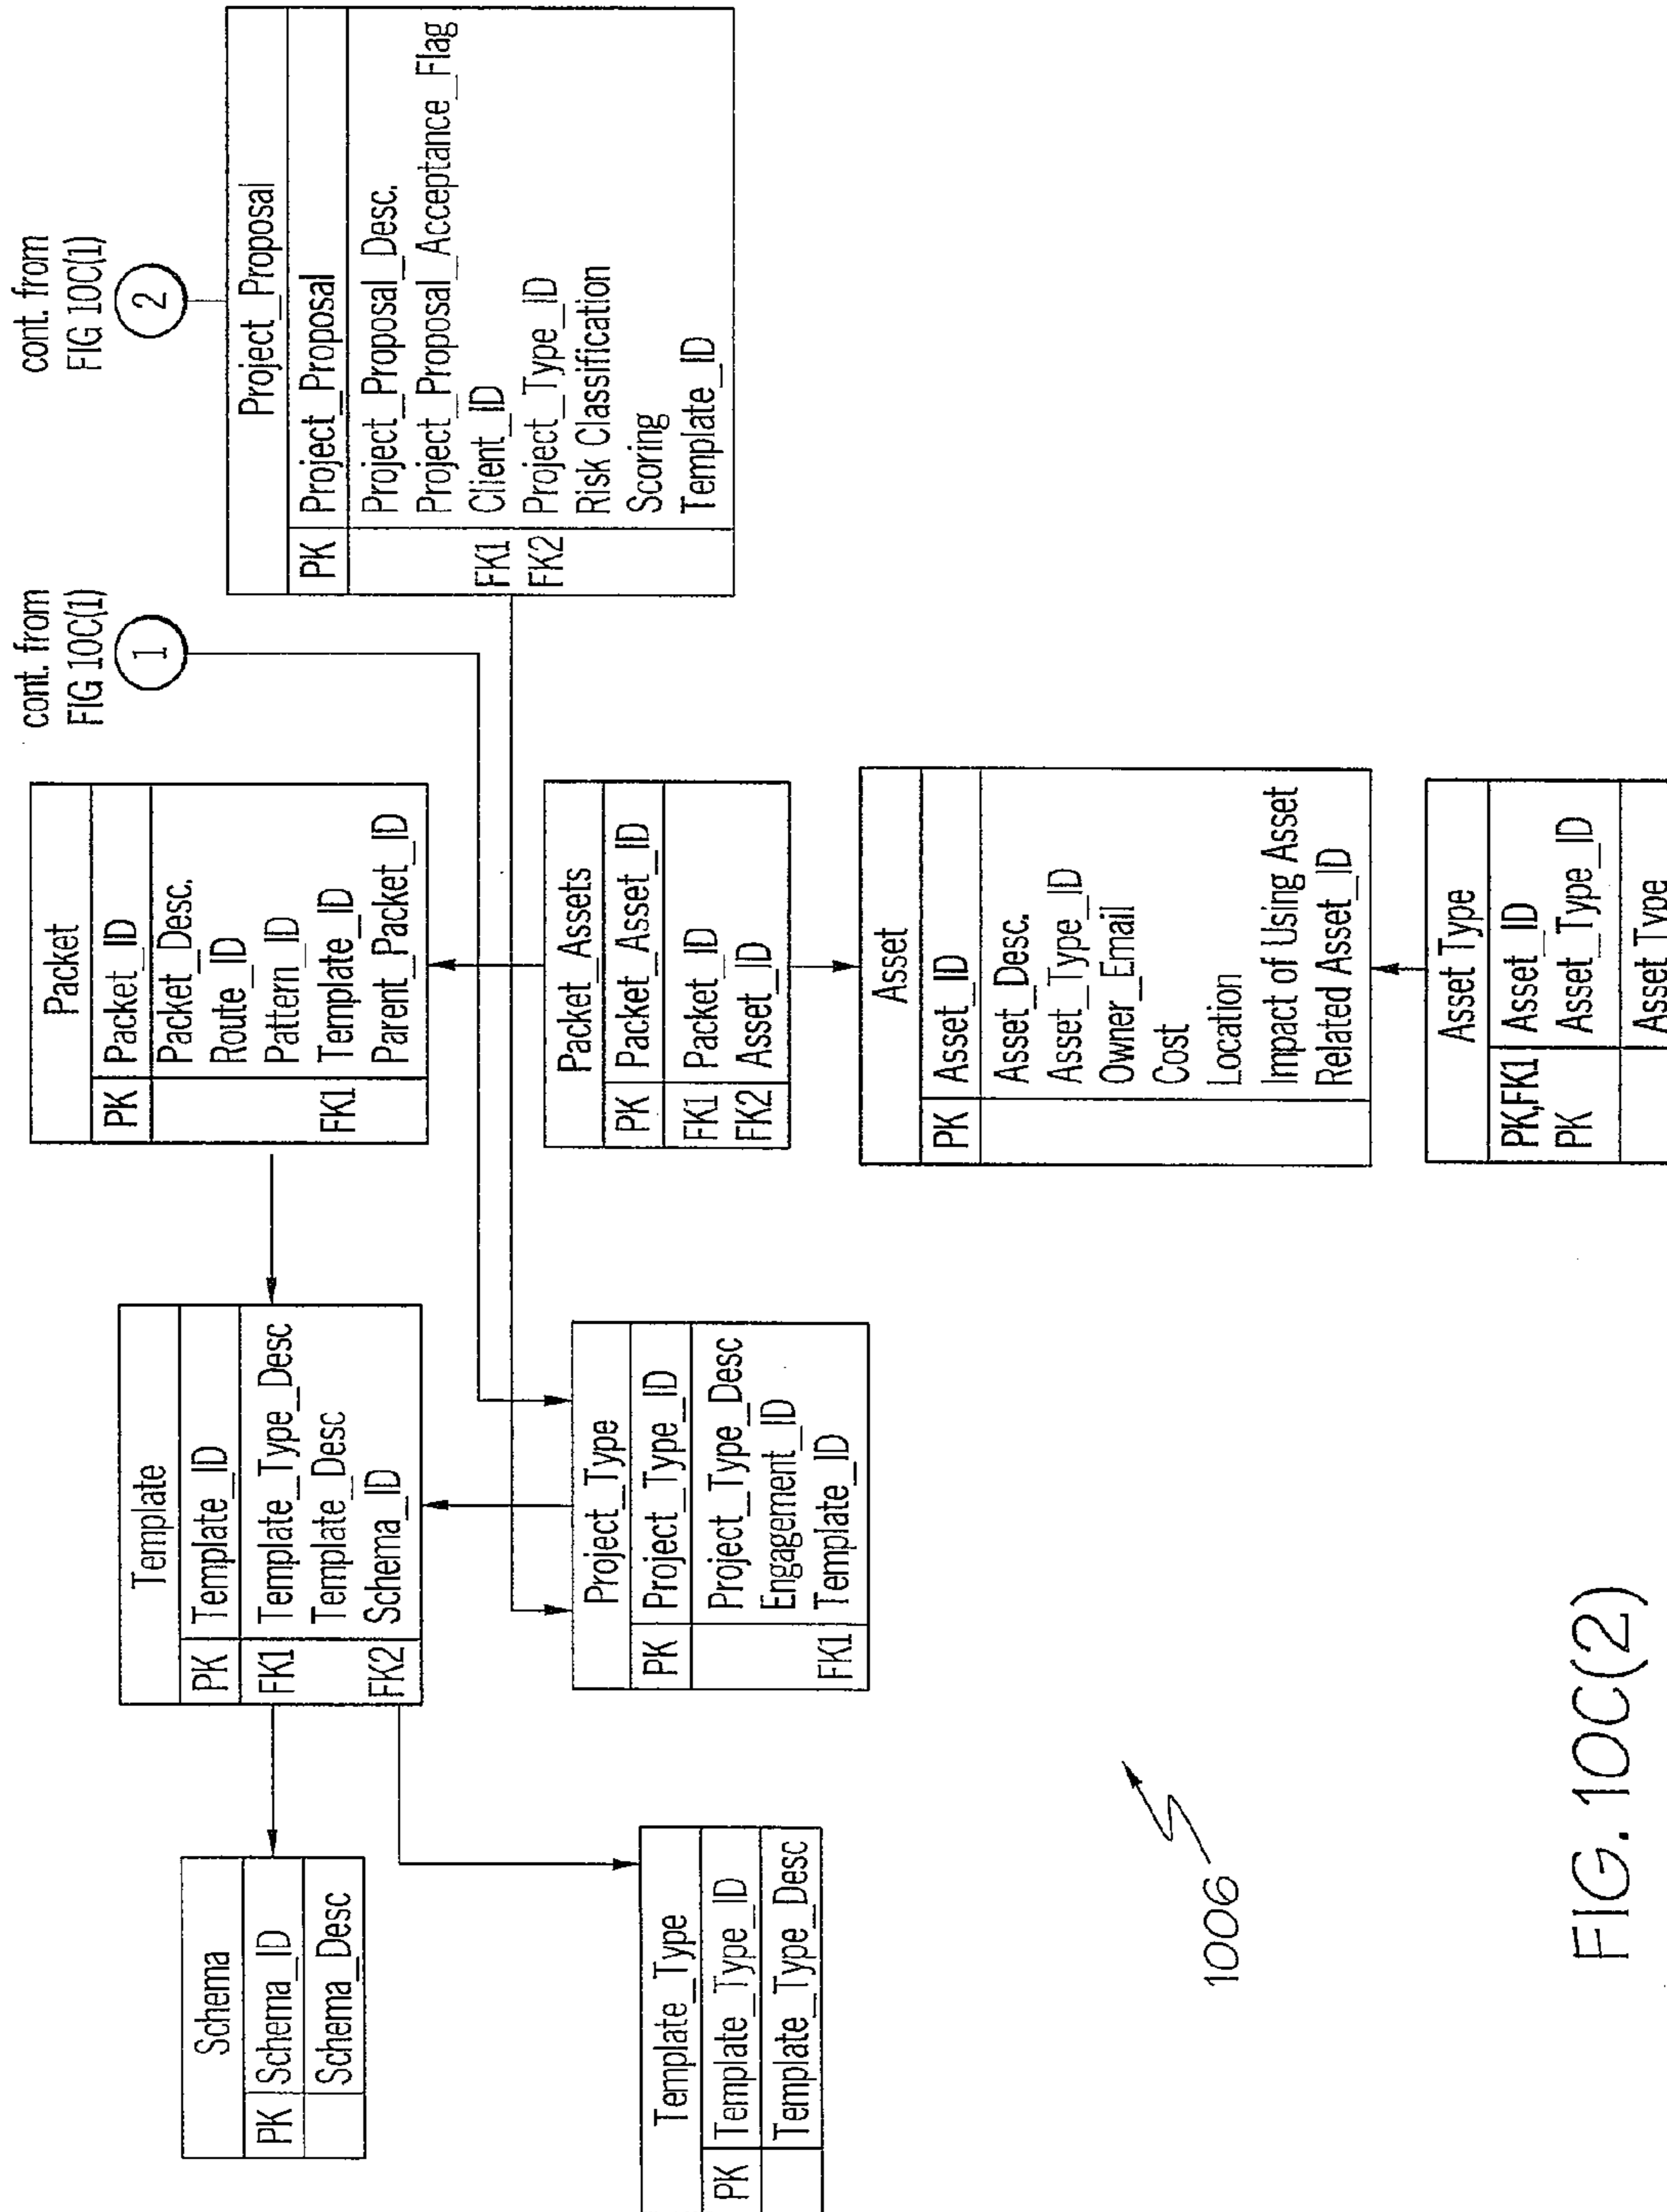 cont. from
FIG 10C(1)
1
cont. from
FIG 10C(1)
2
Schema
PK Schema_ID
Schema_Desc
Template_Type
PK Template_Type_ID
Template_Type_Desc
Template
PK Template_ID
FK1 Template_Type_Desc
Template_Desc
FK2 Schema_ID
Project_Type
PK Project_Type_ID
Project_Type_Desc
Engagement_ID
FK1 Template_ID
Packet
PK Packet_ID
Packet_Desc.
Route_ID
Pattern_ID
FK1 Template_ID
Parent_Packet_ID
Packet_Assets
PK Packet_Asset_ID
FK1 Packet_ID
FK2 Asset_ID
Asset
PK Asset_ID
Asset_Desc.
Asset_Type_ID
Owner_Email
Cost
Location
Impact of Using Asset
Related Asset_ID
Asset Type
PK,FK1 Asset_ID
PK Asset_Type_ID
Asset Type
Project_Proposal
PK Project_Proposal
Project_Proposal_Desc.
Project_Proposal_Acceptance_Flag
FK1 Client_ID
FK2 Project_Type_ID
Risk Classification
Scoring
Template_ID
1006
FIG. 10C(2)